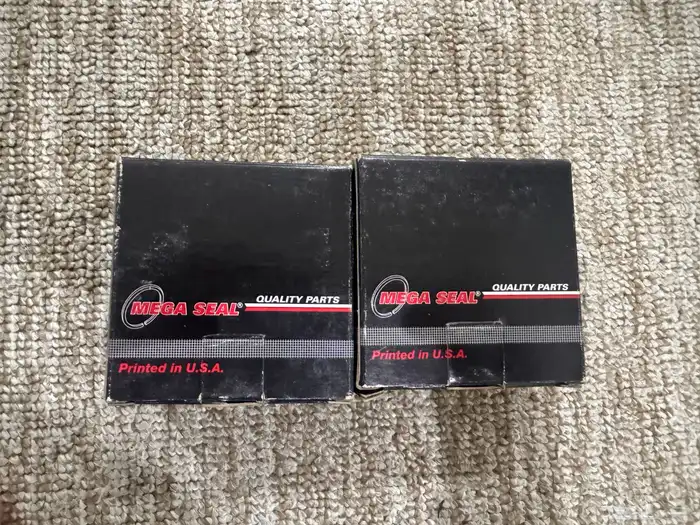 MEGA SEAL® QUALITY PARTS
Printed in U.S.A.
MEGA SEAL® QUALITY PARTS
Printed in U.S.A.